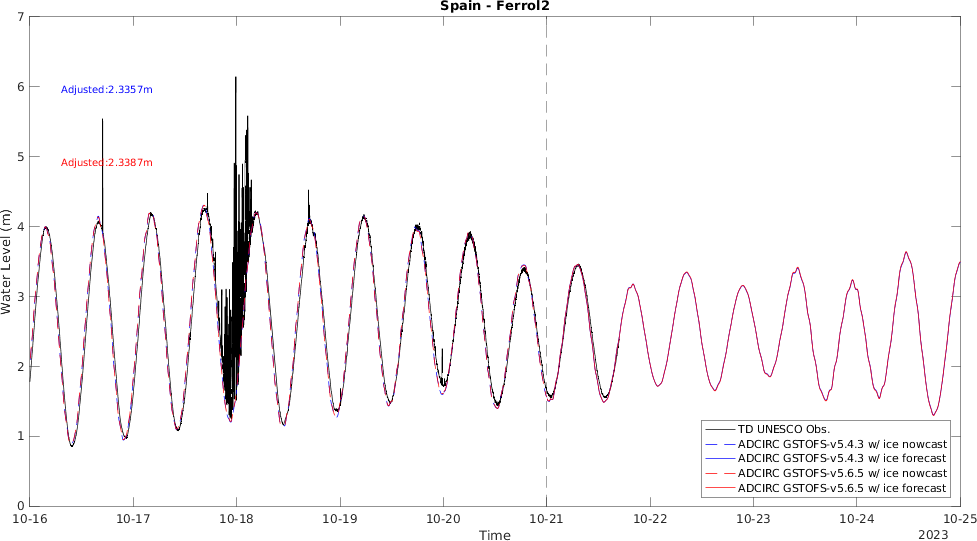 Spain - Ferrol2
7
6
5
4
3
2
1
0
Water Level (m)
Adjusted:2.3357m
Adjusted:2.3387m
TD UNESCO Obs.
ADCIRC GSTOFS-v5.4.3 w/ ice nowcast
ADCIRC GSTOFS-v5.4.3 w/ ice forecast
ADCIRC GSTOFS-v5.6.5 w/ ice nowcast
ADCIRC GSTOFS-v5.6.5 w/ ice forecast
10-16 10-17 10-18 10-19 10-20 10-21 10-22 10-23 10-24 10-25
Time
2023